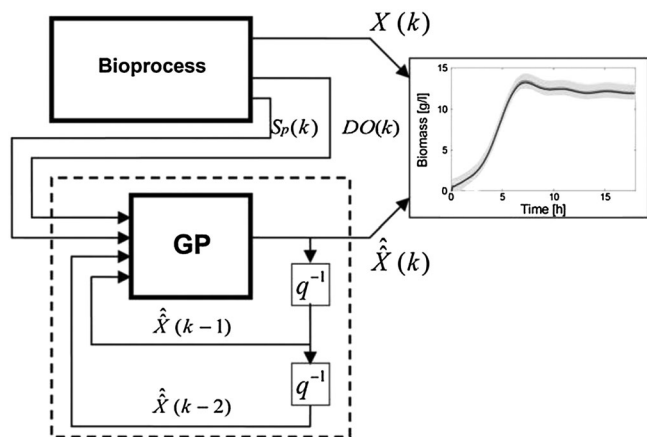 Bioprocess
X (k)
Sp(k)
DO(k)
Biomass [g/l]
15
10
5
0
0
5
10
15
Time [h]
GP
X̂̂ (k)
q⁻¹
X̂̂ (k−1)
q⁻¹
X̂̂ (k−2)